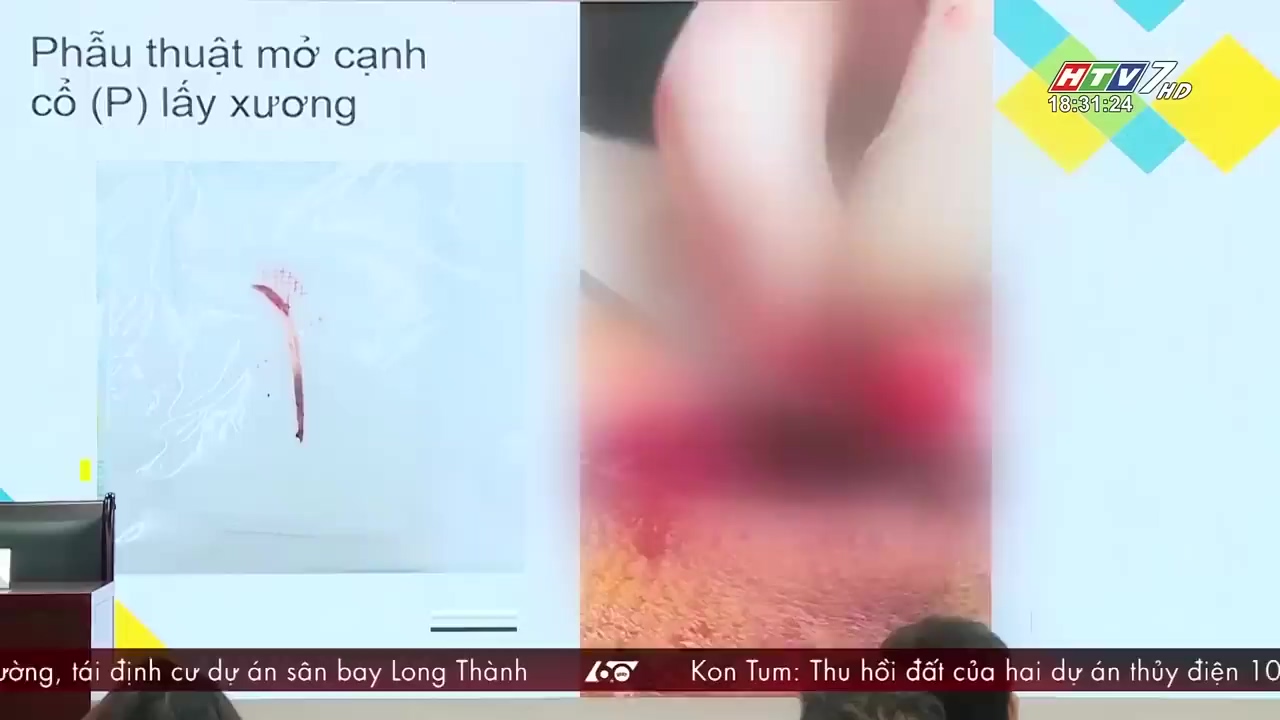 Phẫu thuật mở cạnh
cổ (P) lấy xương
HTV7 HD
18:31:24
ường, tái định cư dự án sân bay Long Thành
60
Kon Tum: Thu hồi đất của hai dự án thủy điện 10